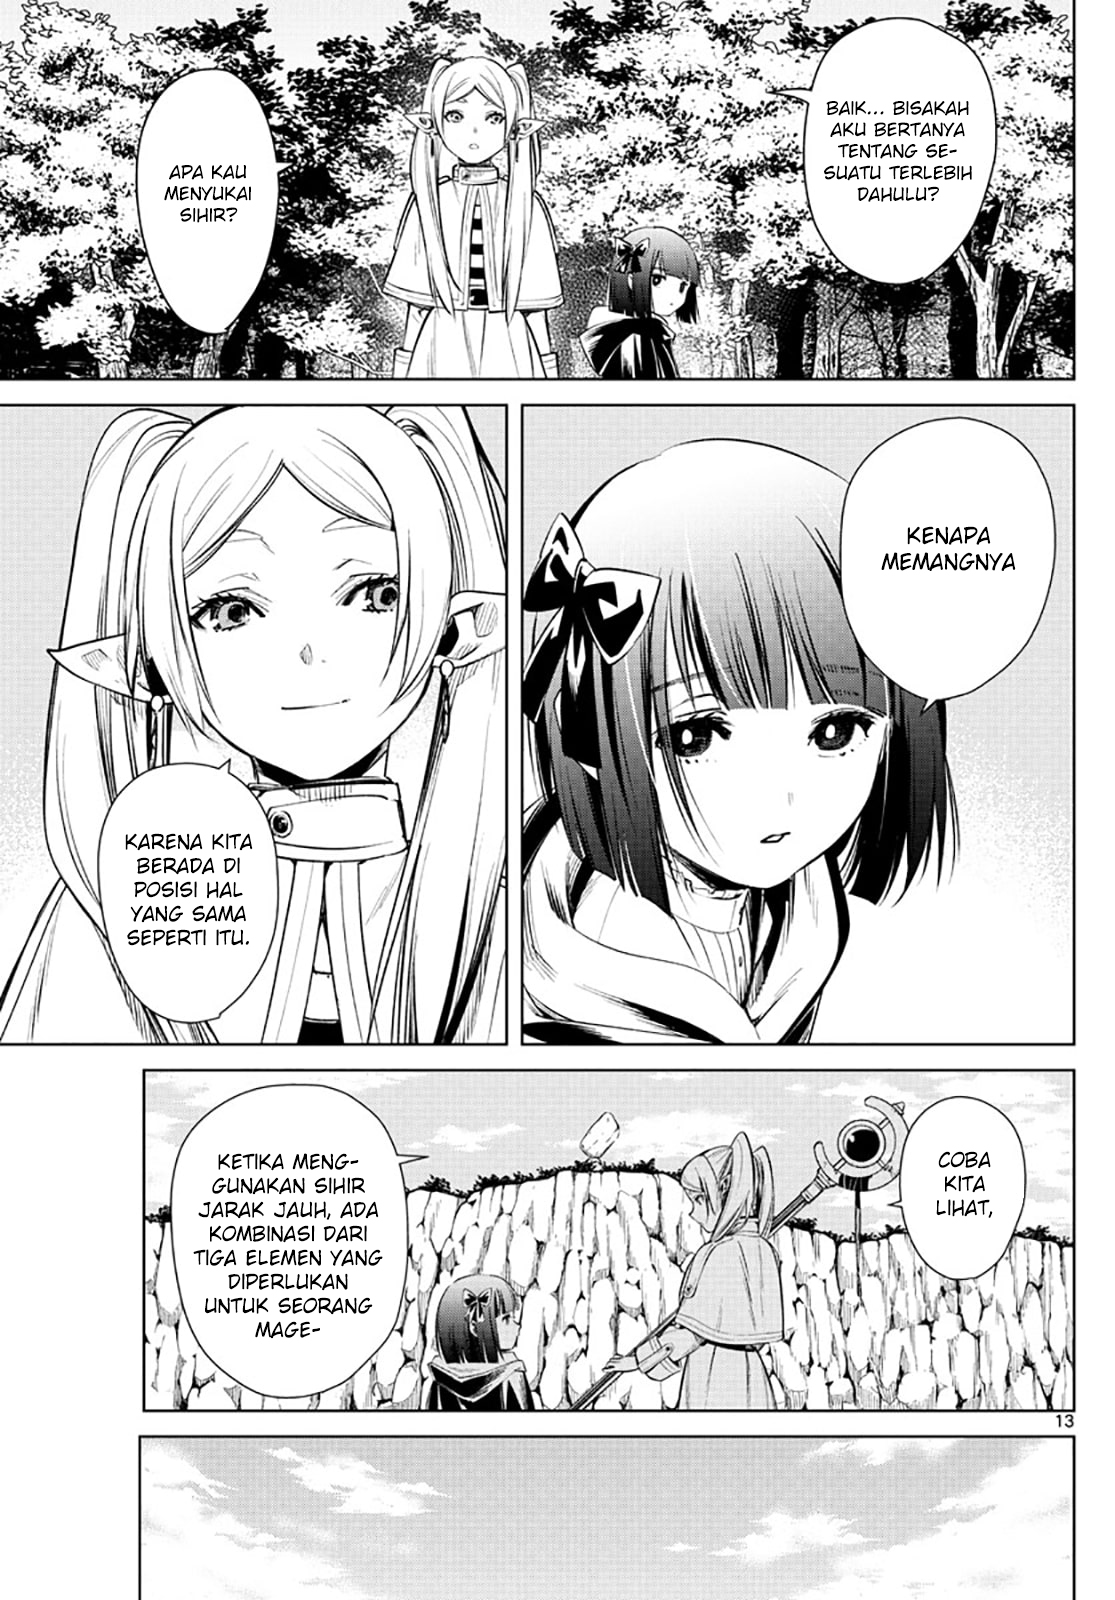 BAIK... BISAKAH
AKU BERTANYA
TENTANG SE-
SUATU TERLEBIH
DAHULU?
APA KAU
MENYUKAI
SIHIR?
KENAPA
MEMANGNYA
KARENA KITA
BERADA DI
POSISI HAL
YANG SAMA
SEPERTI ITU.
COBA
KITA
LIHAT,
KETIKA MENG-
GUNAKAN SIHIR
JARAK JAUH, ADA
KOMBINASI DARI
TIGA ELEMEN YANG
DIPERLUKAN
UNTUK SEORANG
MAGE-
13